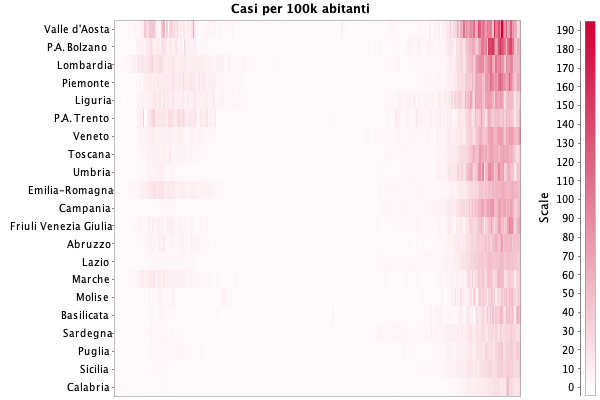 Casi per 100k abitanti
Valle d'Aosta
P.A. Bolzano
Lombardia
Piemonte
Liguria
P.A. Trento
Veneto
Toscana
Umbria
Emilia-Romagna
Campania
Friuli Venezia Giulia
Abruzzo
Lazio
Marche
Molise
Basilicata
Sardegna
Puglia
Sicilia
Calabria
Scale
190
180
170
160
150
140
130
120
110
100
90
80
70
60
50
40
30
20
10
0